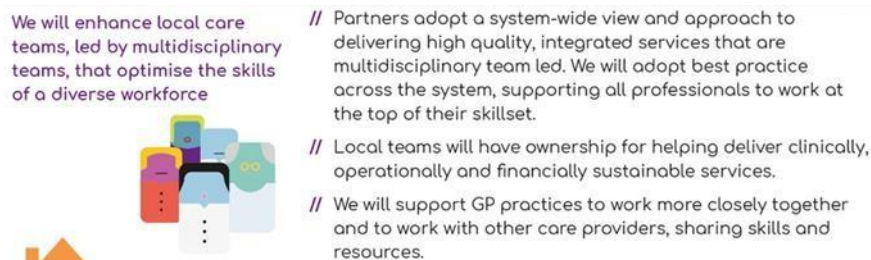 We will enhance local care
teams, led by multidisciplinary
teams, that optimise the skills
of a diverse workforce
// Partners adopt a system-wide view and approach to
delivering high quality, integrated services that are
multidisciplinary team led. We will adopt best practice
across the system, supporting all professionals to work at
the top of their skillset.
// Local teams will have ownership for helping deliver clinically,
operationally and financially sustainable services.
// We will support GP practices to work more closely together
and to work with other care providers, sharing skills and
resources.